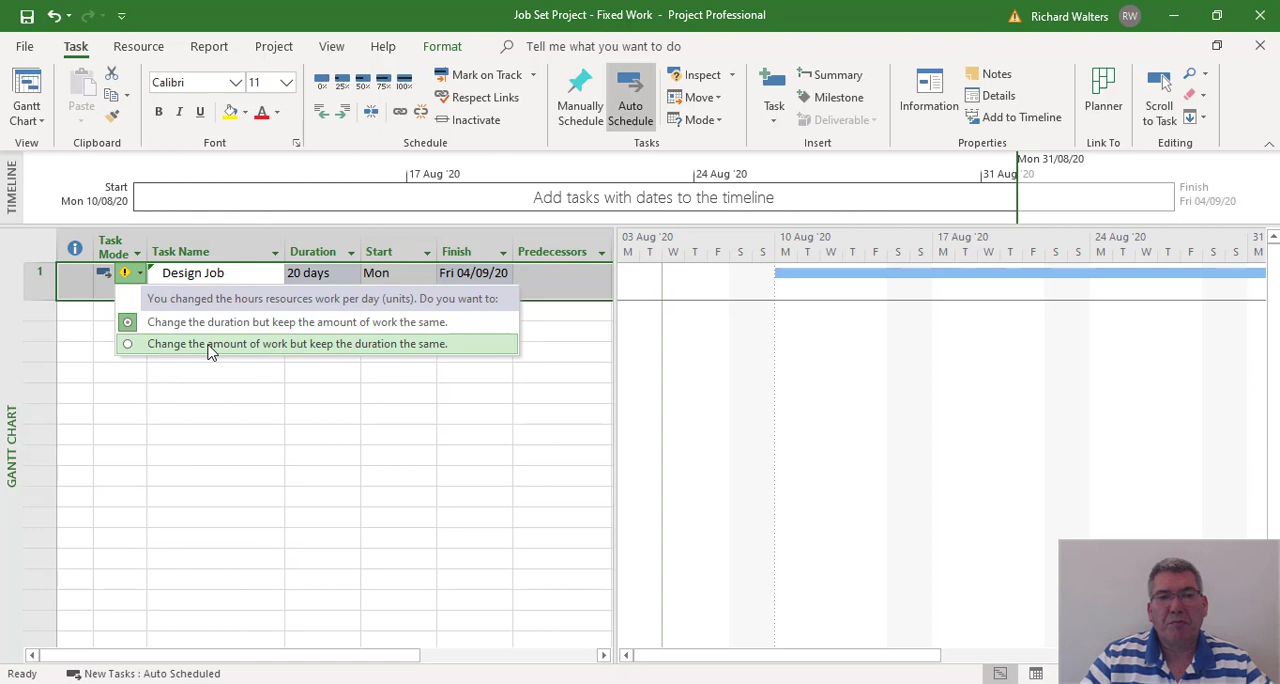 Job Set Project - Fixed Work - Project Professional
Richard Walters
RW
File
Task
Resource
Report
Project
View
Help
Format
Tell me what you want to do
Gantt
Chart
View
Paste
Clipboard
Calibri
11
B
I
U
A
Font
0%
25%
50%
75%
100%
Mark on Track
Respect Links
Inactivate
Schedule
Manually
Schedule
Auto
Schedule
Inspect
Move
Mode
Tasks
Task
Summary
Milestone
Deliverable
Insert
Information
Notes
Details
Add to Timeline
Properties
Planner
Link To
Scroll
to Task
Editing
TIMELINE
Mon 31/08/20
17 Aug '20
24 Aug '20
31 Aug '20
Start
Mon 10/08/20
Add tasks with dates to the timeline
Finish
Fri 04/09/20
Task
Mode
Task Name
Duration
Start
Finish
Predecessors
03 Aug '20
10 Aug '20
17 Aug '20
24 Aug '20
31
M T W T F S S M T W T F S S M T W T F S S M T W T F S S M
1
Design Job
20 days
Mon
Fri 04/09/20
You changed the hours resources work per day (units). Do you want to:
Change the duration but keep the amount of work the same.
Change the amount of work but keep the duration the same.
GANTT CHART
Ready
New Tasks : Auto Scheduled